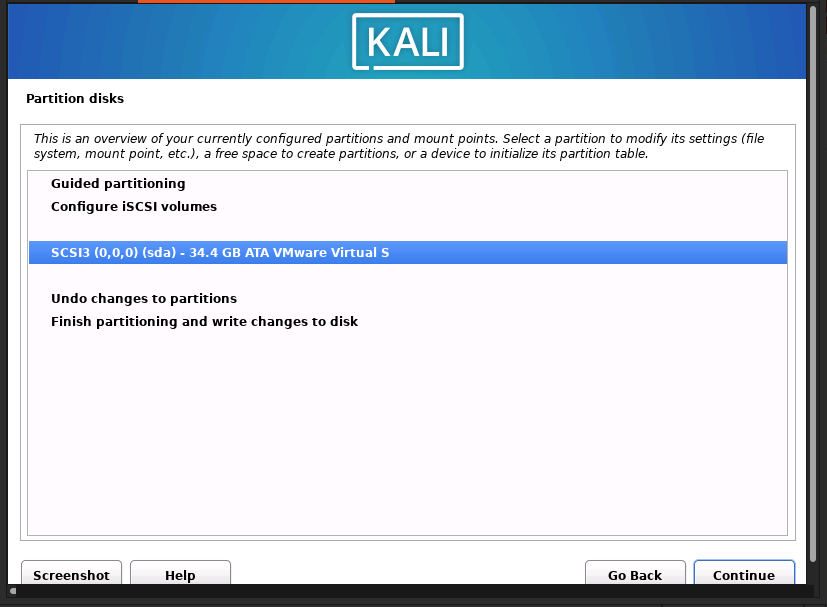 KALI
Partition disks
This is an overview of your currently configured partitions and mount points. Select a partition to modify its settings (file
system, mount point, etc.), a free space to create partitions, or a device to initialize its partition table.
Guided partitioning
Configure iSCSI volumes
SCSI3 (0,0,0) (sda) - 34.4 GB ATA VMware Virtual S
Undo changes to partitions
Finish partitioning and write changes to disk
Screenshot Help Go Back Continue